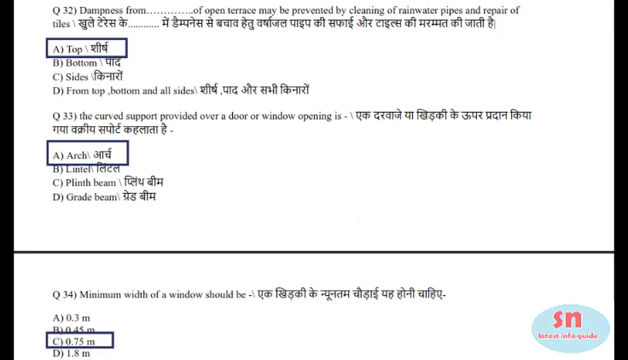 Q 32) Dampness from…………..of open terrace may be prevented by cleaning of rainwater pipes and repair of
tiles \ खुले टेरेस के............ में डैम्पनेस से बचाव हेतु वर्षाजल पाइप की सफाई और टाइल्स की मरम्मत की जाती है|
A) Top \ शीर्ष
B) Bottom \ पाद
C) Sides \किनारों
D) From top ,bottom and all sides\ शीर्ष ,पाद और सभी किनारों
Q 33) the curved support provided over a door or window opening is - \ एक दरवाजे या खिड़की के ऊपर प्रदान किया
गया वक्रीय सपोर्ट कहलाता है -
A) Arch\ आर्च
B) Lintel\ लिंटल
C) Plinth beam \ प्लिंथ बीम
D) Grade beam\ ग्रेड बीम
Q 34) Minimum width of a window should be -\ एक खिड़की के न्यूनतम चौड़ाई यह होनी चाहिए-
A) 0.3 m
B) 0.45 m
C) 0.75 m
D) 1.8 m
sn
latest info guide